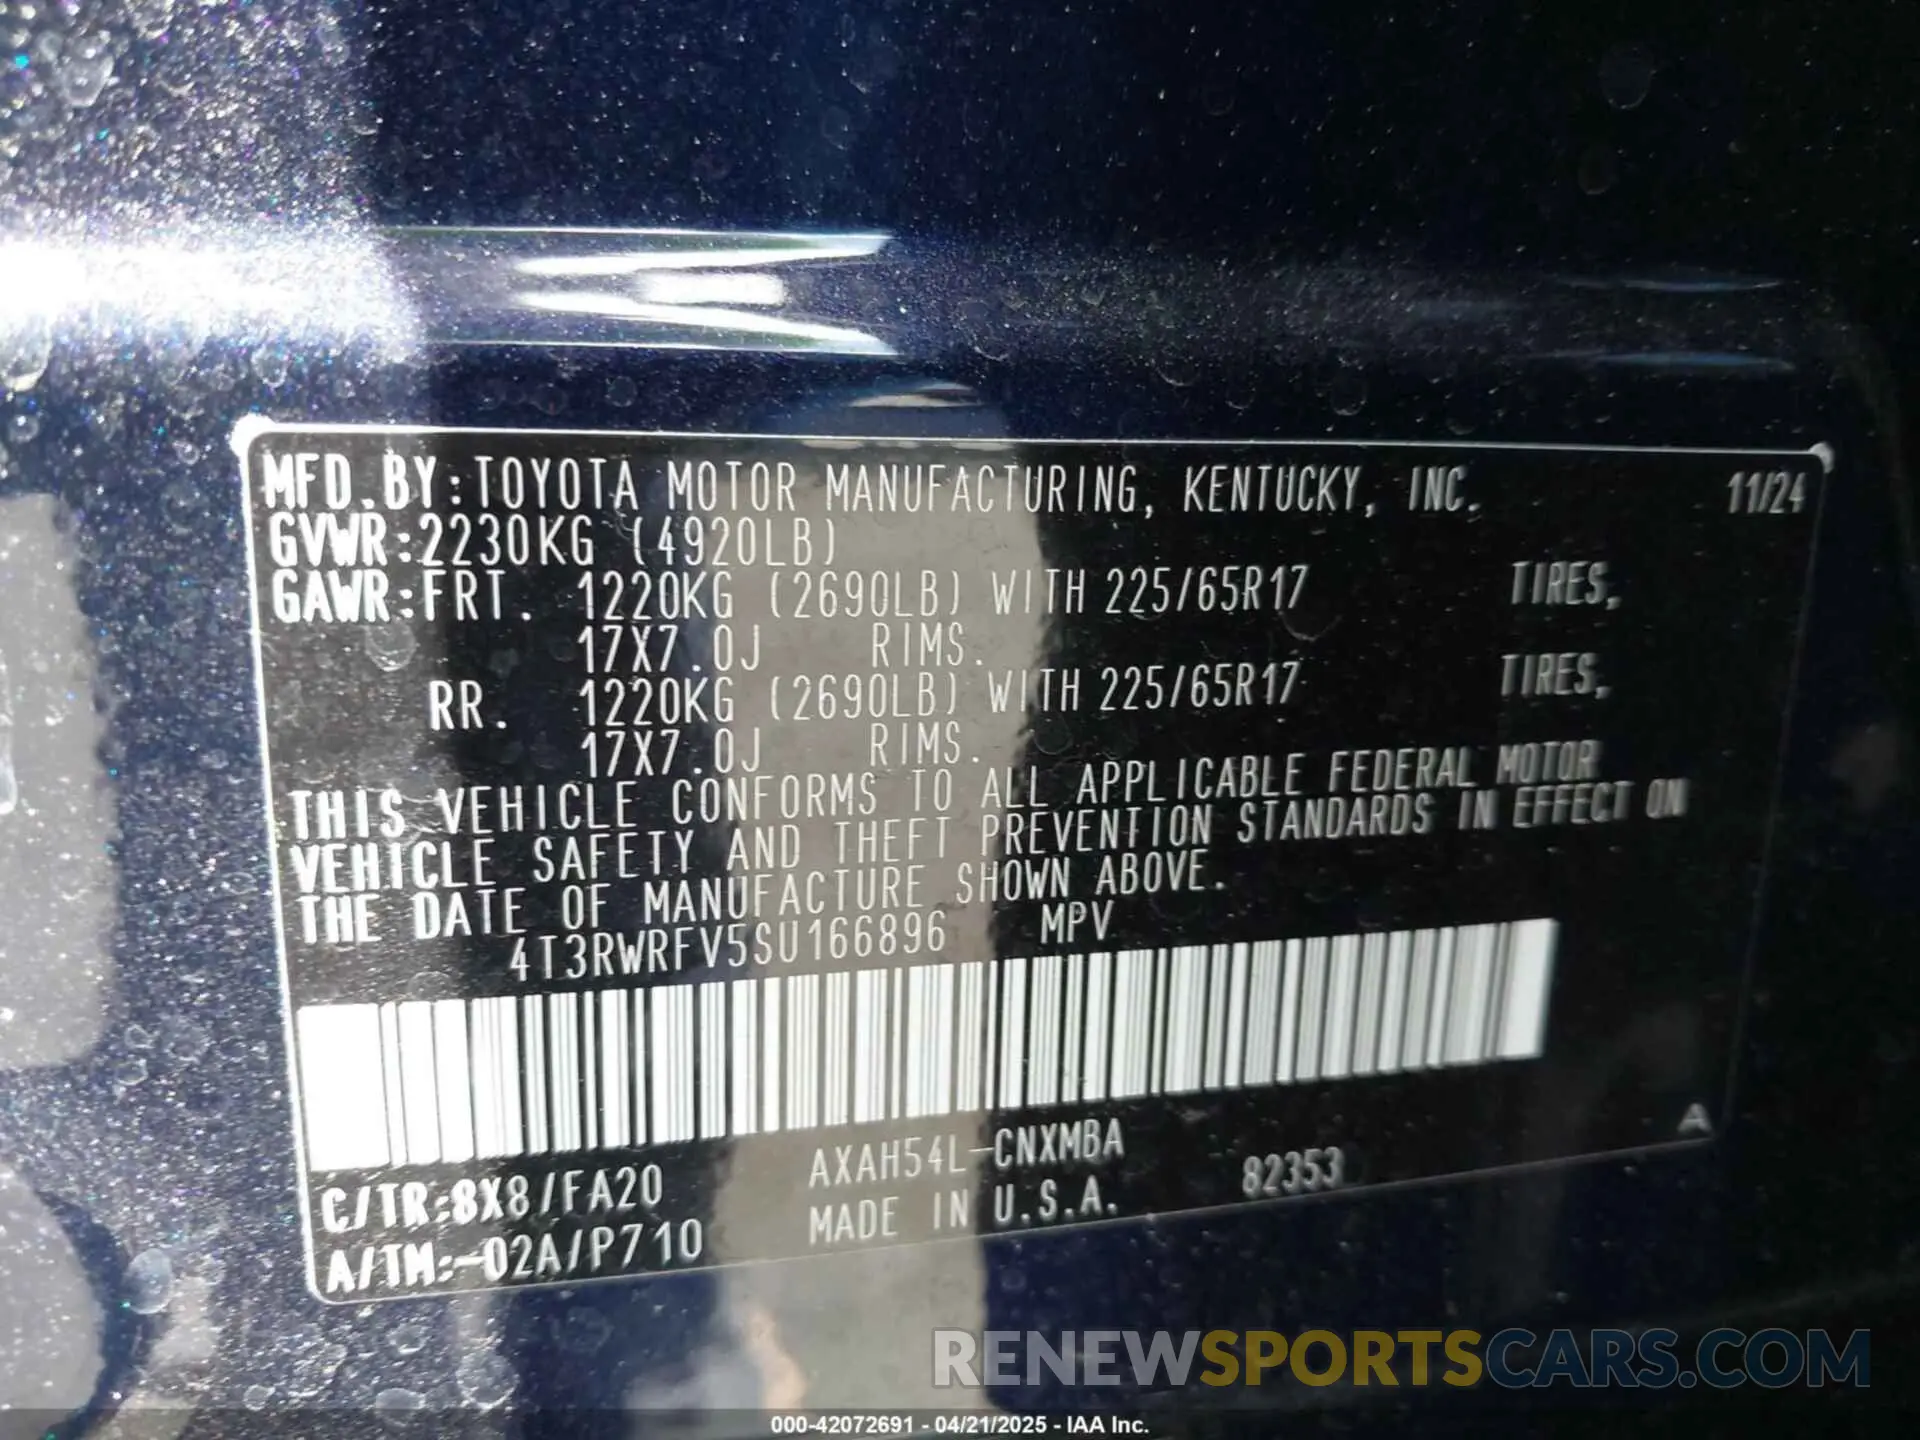 MFD.BY:TOYOTA MOTOR MANUFACTURING, KENTUCKY, INC. 11/24
GVWR:2230KG (4920LB)
GAWR:FRT. 1220KG (2690LB) WITH 225/65R17 TIRES,
17X7.0J RIMS.
RR. 1220KG (2690LB) WITH 225/65R17 TIRES,
17X7.0J RIMS.
THIS VEHICLE CONFORMS TO ALL APPLICABLE FEDERAL MOTOR
VEHICLE SAFETY AND THEFT PREVENTION STANDARDS IN EFFECT ON
THE DATE OF MANUFACTURE SHOWN ABOVE.
4T3RWRFV5SU166896 MPV
A
C/TR:8X8/FA20 AXAH54L-CNXMBA
A/TM:-02A/P710 MADE IN U.S.A. 82353
RENEWSPORTSCARS.COM
000-42072691 - 04/21/2025 - IAA Inc.